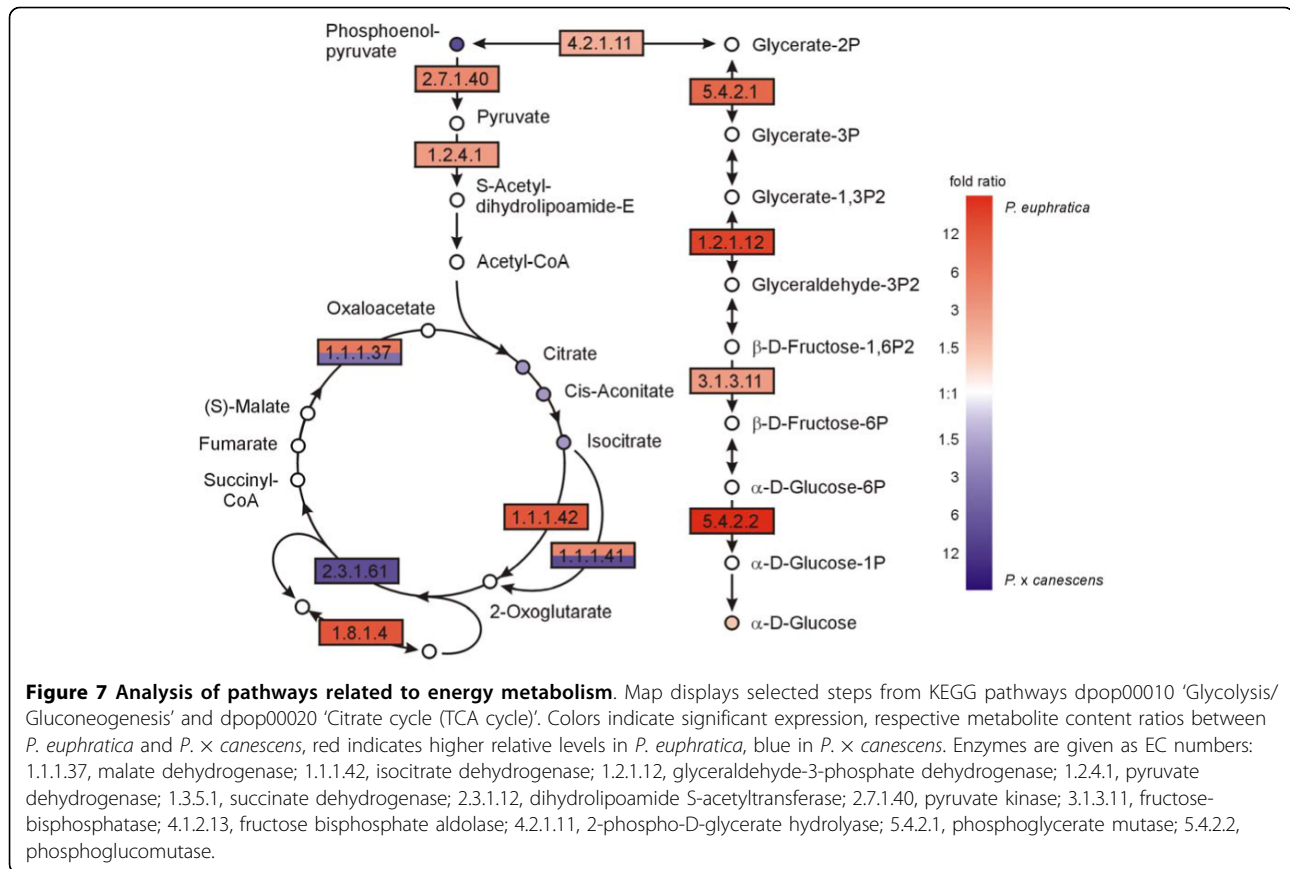 Phosphoenol-
pyruvate
4.2.1.11
Glycerate-2P
2.7.1.40
5.4.2.1
Pyruvate
Glycerate-3P
1.2.4.1
S-Acetyl-
dihydrolipoamide-E
Glycerate-1,3P2
1.2.1.12
Acetyl-CoA
Glyceraldehyde-3P2
Oxaloacetate
1.1.1.37
β-D-Fructose-1,6P2
Citrate
3.1.3.11
Cis-Aconitate
(S)-Malate
β-D-Fructose-6P
Isocitrate
Fumarate
Succinyl-
CoA
α-D-Glucose-6P
1.1.1.42
5.4.2.2
1.1.1.41
2.3.1.61
α-D-Glucose-1P
2-Oxoglutarate
1.8.1.4
α-D-Glucose
fold ratio
P. euphratica
12
6
3
1.5
1:1
1.5
3
6
12
P. x canescens
Figure 7 Analysis of pathways related to energy metabolism. Map displays selected steps from KEGG pathways dpop00010 'Glycolysis/
Gluconeogenesis' and dpop00020 'Citrate cycle (TCA cycle)'. Colors indicate significant expression, respective metabolite content ratios between
P. euphratica and P. × canescens, red indicates higher relative levels in P. euphratica, blue in P. × canescens. Enzymes are given as EC numbers:
1.1.1.37, malate dehydrogenase; 1.1.1.42, isocitrate dehydrogenase; 1.2.1.12, glyceraldehyde-3-phosphate dehydrogenase; 1.2.4.1, pyruvate
dehydrogenase; 1.3.5.1, succinate dehydrogenase; 2.3.1.12, dihydrolipoamide S-acetyltransferase; 2.7.1.40, pyruvate kinase; 3.1.3.11, fructose-
bisphosphatase; 4.1.2.13, fructose bisphosphate aldolase; 4.2.1.11, 2-phospho-D-glycerate hydrolyase; 5.4.2.1, phosphoglycerate mutase; 5.4.2.2,
phosphoglucomutase.